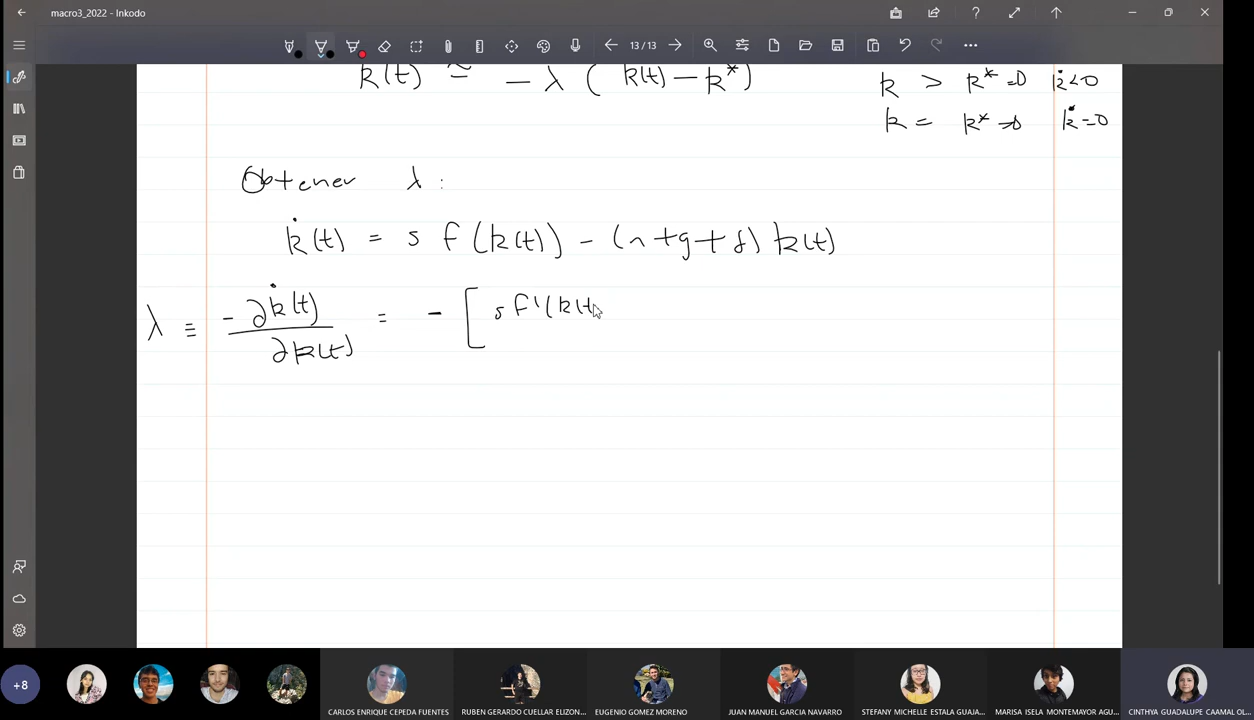 macro3_2022 - Inkodo
13/13
k̇(t) ≅ - λ ( k(t) - k*)
k > k* ⇒ k̇<0
k = k* ⇒ k̇=0
Obtener λ :
k̇(t) = s f(k(t)) - (n+g+δ) k(t)
λ ≡ - ∂k̇(t) / ∂k(t) = - [ s f'(k(t
+8
CARLOS ENRIQUE CEPEDA FUENTES
RUBEN GERARDO CUELLAR ELIZON...
EUGENIO GOMEZ MORENO
JUAN MANUEL GARCIA NAVARRO
STEFANY MICHELLE ESTALA GUAJA...
MARISA ISELA MONTEMAYOR AGU...
CINTHYA GUADALUPE CAAMAL OL...